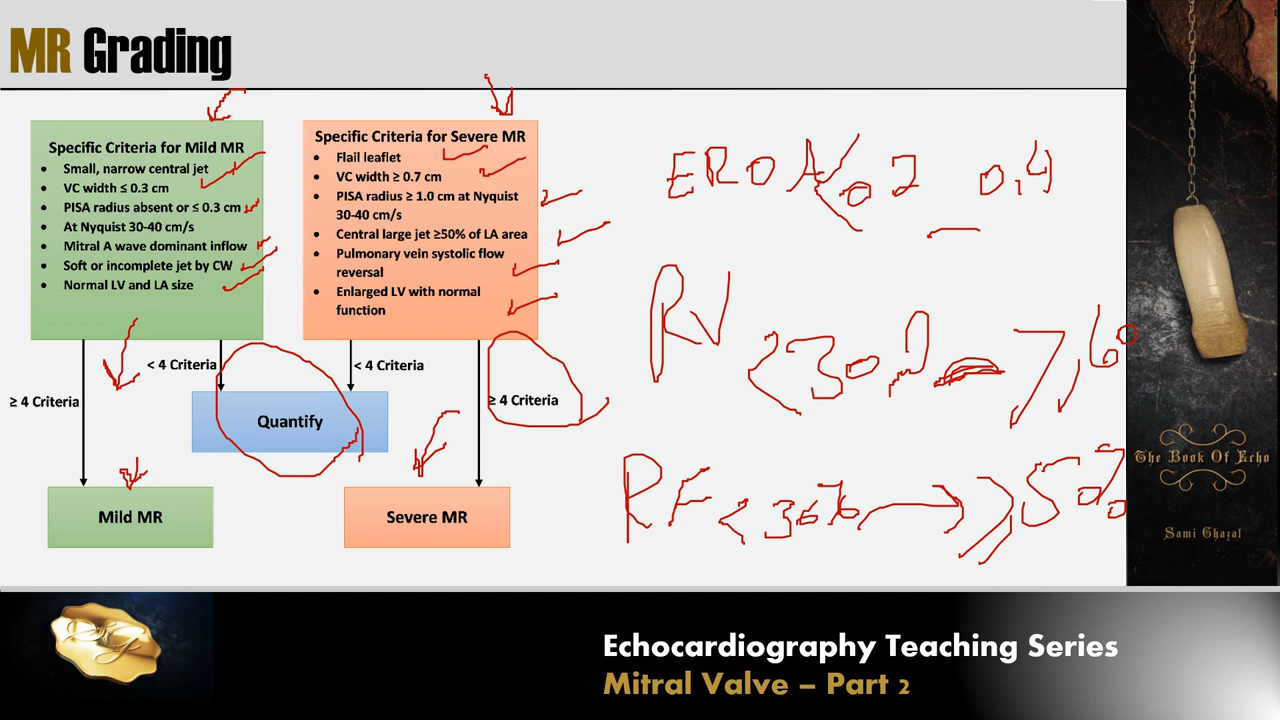 MR Grading
Specific Criteria for Mild MR
• Small, narrow central jet
• VC width ≤ 0.3 cm
• PISA radius absent or ≤ 0.3 cm
• At Nyquist 30-40 cm/s
• Mitral A wave dominant inflow
• Soft or incomplete jet by CW
• Normal LV and LA size
Specific Criteria for Severe MR
• Flail leaflet
• VC width ≥ 0.7 cm
• PISA radius ≥ 1.0 cm at Nyquist
30-40 cm/s
• Central large jet ≥50% of LA area
• Pulmonary vein systolic flow
reversal
• Enlarged LV with normal
function
< 4 Criteria
< 4 Criteria
≥ 4 Criteria
≥ 4 Criteria
Quantify
Mild MR
Severe MR
EROA <0.2 0.4
RV <30 ≥60
RF <30% → ≥50%
The Book Of Echo
Sami Ghazal
Echocardiography Teaching Series
Mitral Valve – Part 2